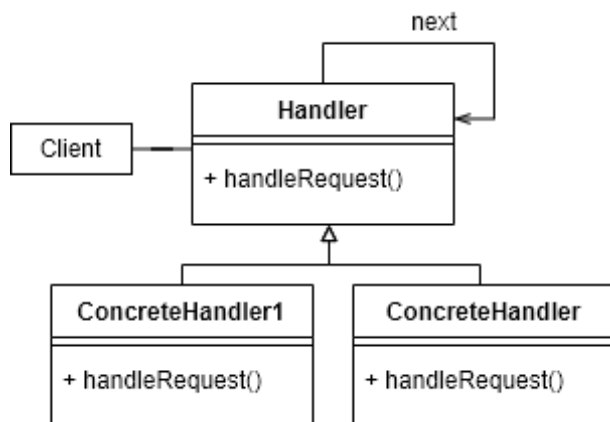 next
Handler
Client
+ handleRequest()
ConcreteHandler1
ConcreteHandler
+ handleRequest()
+ handleRequest()